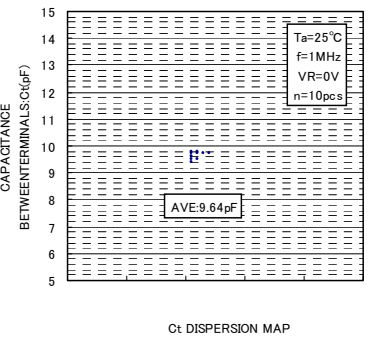 CAPACITANCE
BETWEENTERMINALS:Ct(pF)
15
14
13
12
11
10
9
8
7
6
5
Ta=25℃
f=1MHz
VR=0V
n=10pcs
AVE:9.64pF
Ct DISPERSION MAP